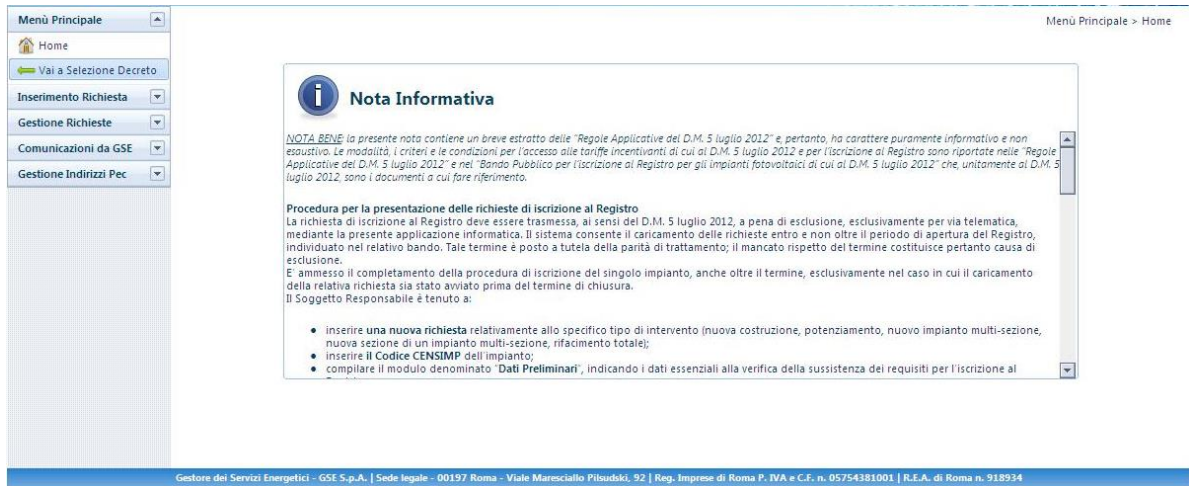 Menù Principale
Menù Principale > Home
Home
Vai a Selezione Decreto
Inserimento Richiesta
Gestione Richieste
Comunicazioni da GSE
Gestione Indirizzi Pec
Nota Informativa
NOTA BENE: la presente nota contiene un breve estratto delle "Regole Applicative del D.M. 5 luglio 2012" e, pertanto, ha carattere puramente informativo e non
esaustivo. Le modalità, i criteri e le condizioni per l'accesso alle tariffe incentivanti di cui al D.M. 5 luglio 2012 e per l'iscrizione al Registro sono riportate nelle "Regole
Applicative del D.M. 5 luglio 2012" e nel "Bando Pubblico per l'iscrizione al Registro per gli impianti fotovoltaici di cui al D.M. 5 luglio 2012" che, unitamente al D.M. 5
luglio 2012, sono i documenti a cui fare riferimento.
Procedura per la presentazione delle richieste di iscrizione al Registro
La richiesta di iscrizione al Registro deve essere trasmessa, ai sensi del D.M. 5 luglio 2012, a pena di esclusione, esclusivamente per via telematica,
mediante la presente applicazione informatica. Il sistema consente il caricamento delle richieste entro e non oltre il periodo di apertura del Registro,
individuato nel relativo bando. Tale termine è posto a tutela della parità di trattamento; il mancato rispetto del termine costituisce pertanto causa di
esclusione.
E' ammesso il completamento della procedura di iscrizione del singolo impianto, anche oltre il termine, esclusivamente nel caso in cui il caricamento
della relativa richiesta sia stato avviato prima del termine di chiusura.
Il Soggetto Responsabile è tenuto a:
• inserire una nuova richiesta relativamente allo specifico tipo di intervento (nuova costruzione, potenziamento, nuovo impianto multi-sezione,
nuova sezione di un impianto multi-sezione, rifacimento totale);
• inserire il Codice CENSIMP dell'impianto;
• compilare il modulo denominato "Dati Preliminari", indicando i dati essenziali alla verifica della sussistenza dei requisiti per l'iscrizione al
Gestore dei Servizi Energetici - GSE S.p.A. | Sede legale - 00197 Roma - Viale Maresciallo Pilsudski, 92 | Reg. Imprese di Roma P. IVA e C.F. n. 05754381001 | R.E.A. di Roma n. 918934